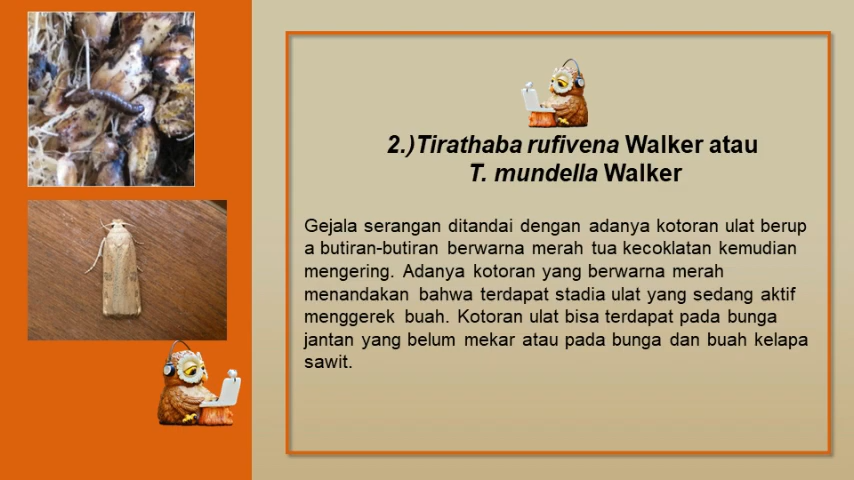 2.)Tirathaba rufivena Walker atau
T. mundella Walker
Gejala serangan ditandai dengan adanya kotoran ulat berup
a butiran-butiran berwarna merah tua kecoklatan kemudian
mengering. Adanya kotoran yang berwarna merah
menandakan bahwa terdapat stadia ulat yang sedang aktif
menggerek buah. Kotoran ulat bisa terdapat pada bunga
jantan yang belum mekar atau pada bunga dan buah kelapa
sawit.